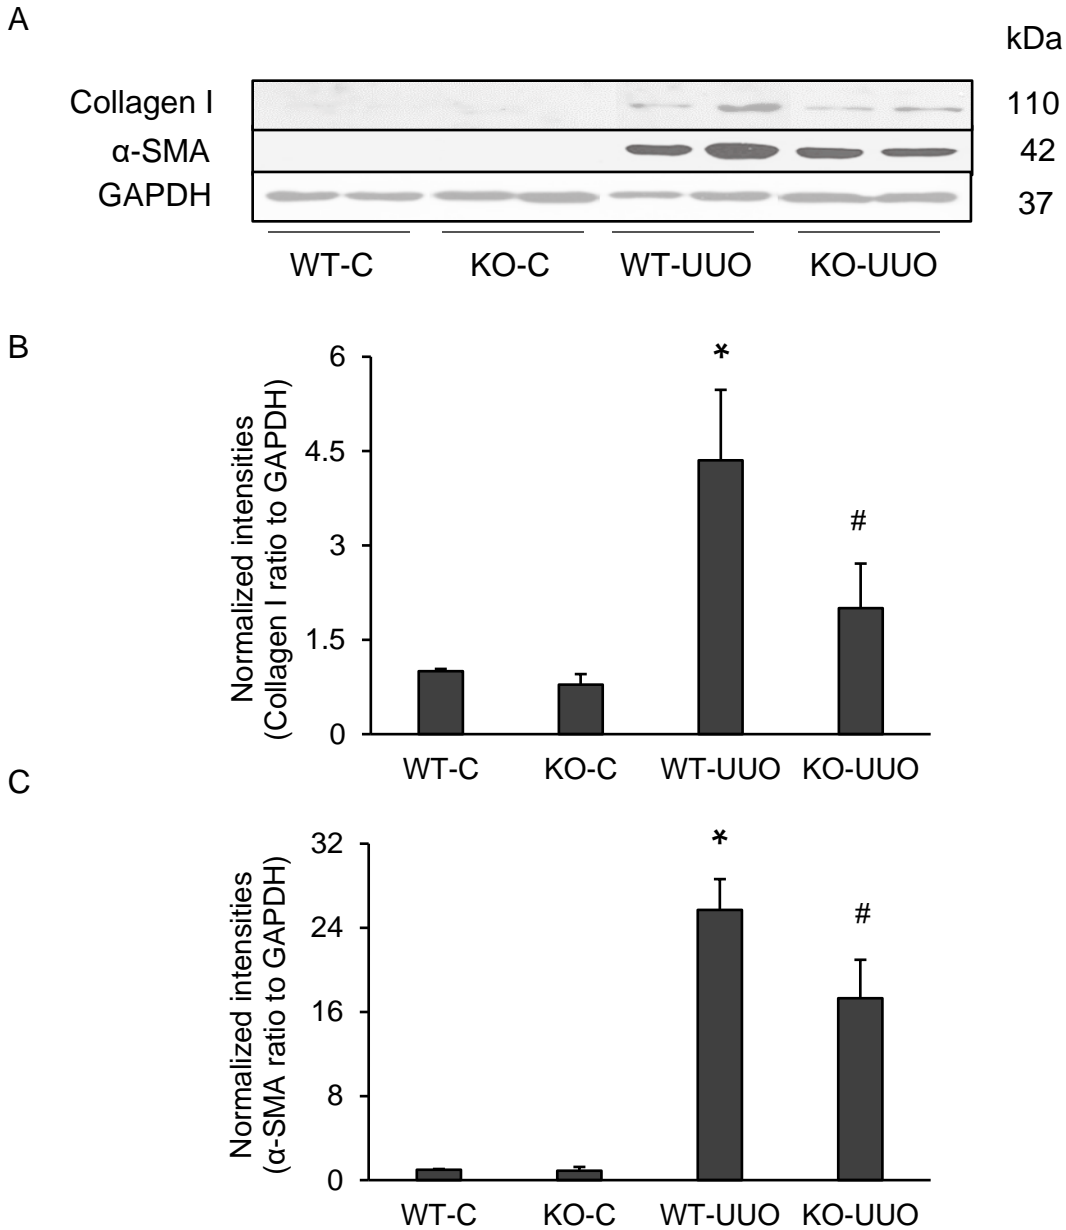 A
kDa
Collagen I 110
α-SMA 42
GAPDH 37
WT-C KO-C WT-UUO KO-UUO
B
Normalized intensities
(Collagen I ratio to GAPDH)
6
4.5
3
1.5
0
*
#
WT-C KO-C WT-UUO KO-UUO
C
Normalized intensities
(α-SMA ratio to GAPDH)
32
24
16
8
0
*
#
WT-C KO-C WT-UUO KO-UUO